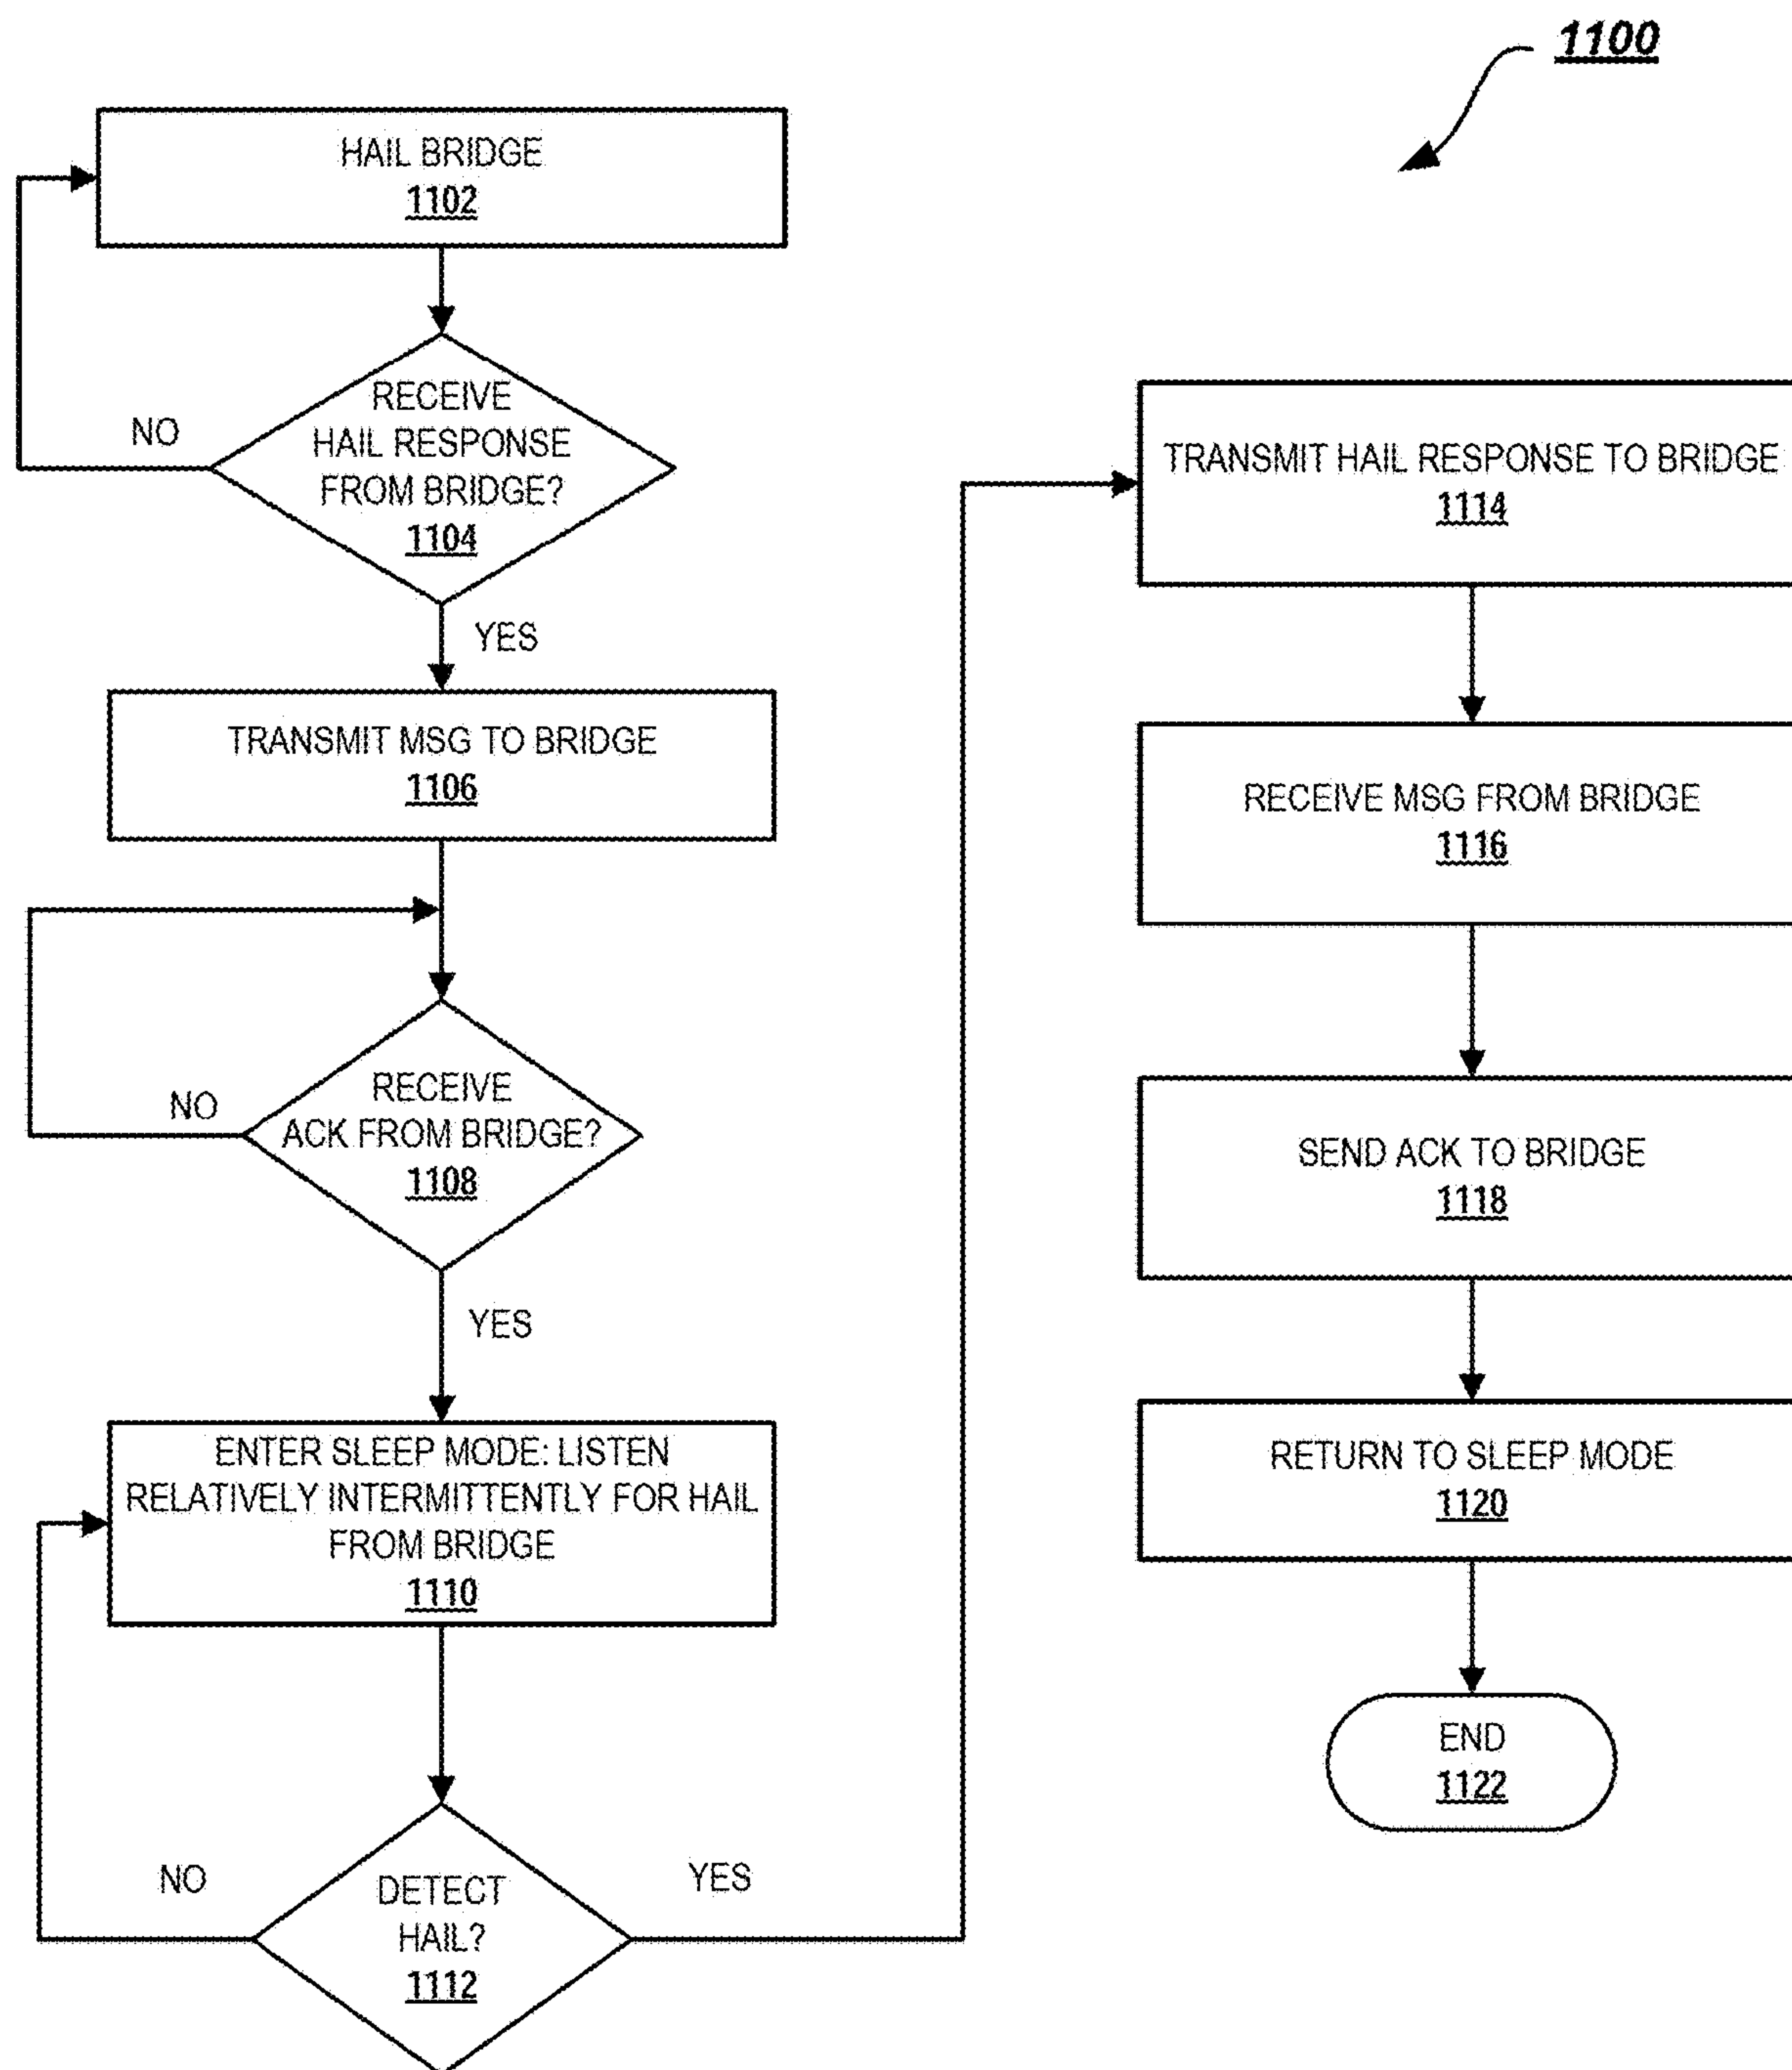 1100
HAIL BRIDGE
1102
RECEIVE
HAIL RESPONSE
FROM BRIDGE?
1104
NO
YES
TRANSMIT MSG TO BRIDGE
1106
RECEIVE
ACK FROM BRIDGE?
1108
NO
YES
ENTER SLEEP MODE: LISTEN
RELATIVELY INTERMITTENTLY FOR HAIL
FROM BRIDGE
1110
DETECT
HAIL?
1112
NO
YES
TRANSMIT HAIL RESPONSE TO BRIDGE
1114
RECEIVE MSG FROM BRIDGE
1116
SEND ACK TO BRIDGE
1118
RETURN TO SLEEP MODE
1120
END
1122